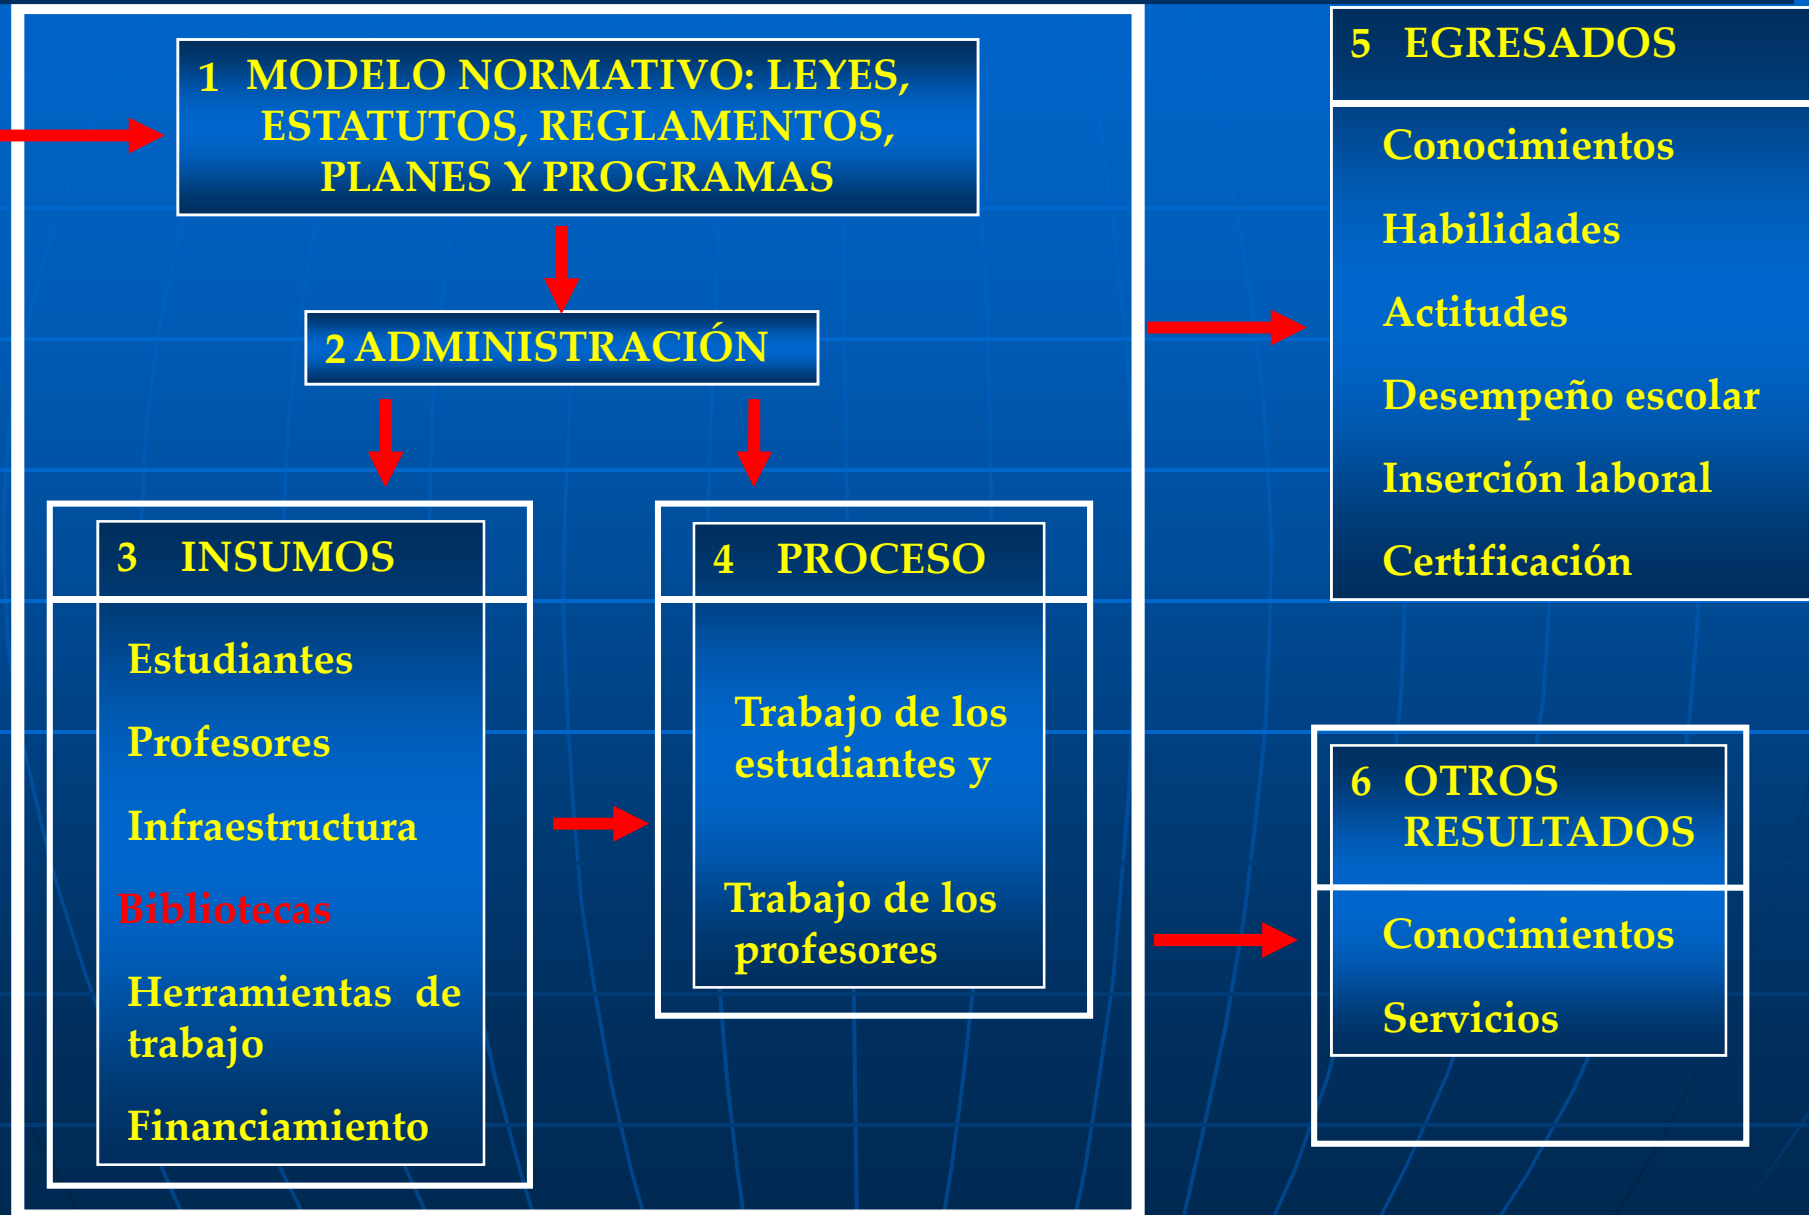 1 MODELO NORMATIVO: LEYES,
ESTATUTOS, REGLAMENTOS,
PLANES Y PROGRAMAS
2 ADMINISTRACIÓN
3 INSUMOS
Estudiantes
Profesores
Infraestructura
Bibliotecas
Herramientas de
trabajo
Financiamiento
4 PROCESO
Trabajo de los
estudiantes y
Trabajo de los
profesores
5 EGRESADOS
Conocimientos
Habilidades
Actitudes
Desempeño escolar
Inserción laboral
Certificación
6 OTROS
RESULTADOS
Conocimientos
Servicios